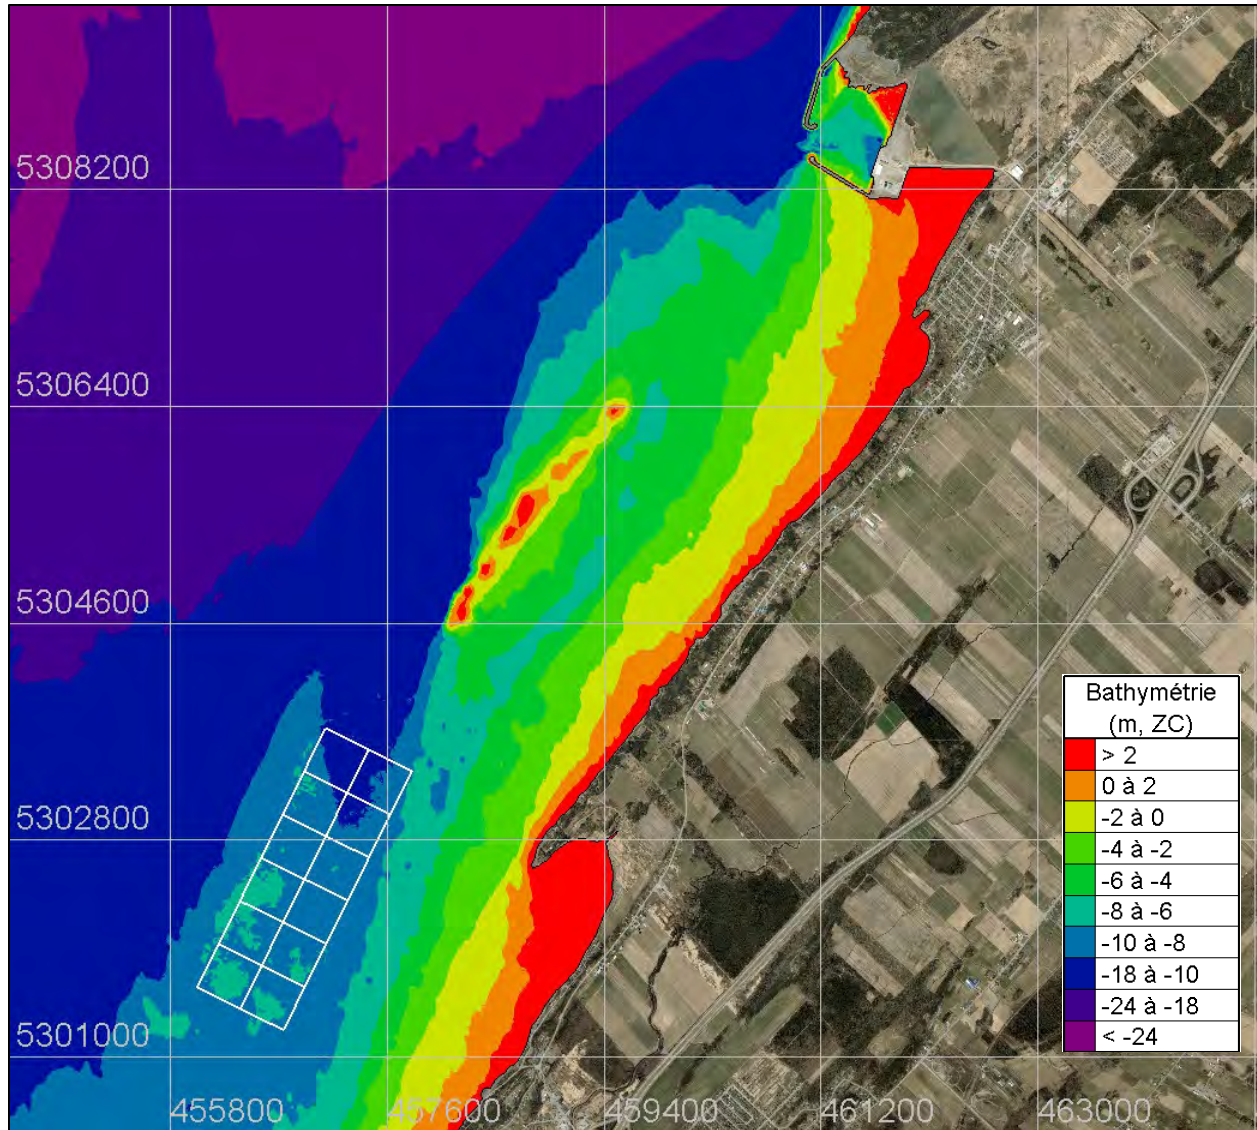 5308200
5306400
5304600
5302800
5301000
455800
457600
459400
461200
463000
Bathymétrie
(m, ZC)
> 2
0 à 2
-2 à 0
-4 à -2
-6 à -4
-8 à -6
-10 à -8
-18 à -10
-24 à -18
< -24